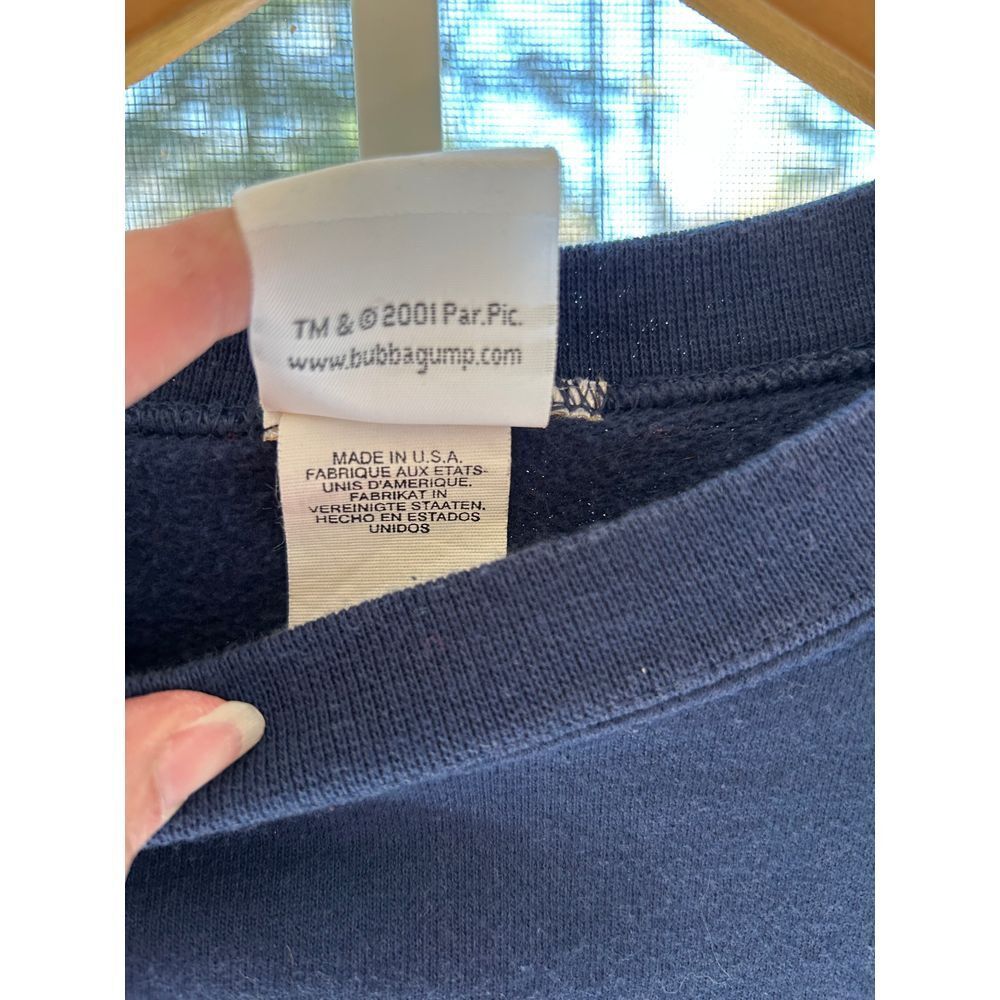 TM & © 2001 Par.Pic.
www.bubbagump.com
MADE IN U.S.A.
FABRIQUE AUX ETATS-
UNIS D'AMERIQUE.
FABRIKAT IN
VEREINIGTE STAATEN.
HECHO EN ESTADOS
UNIDOS